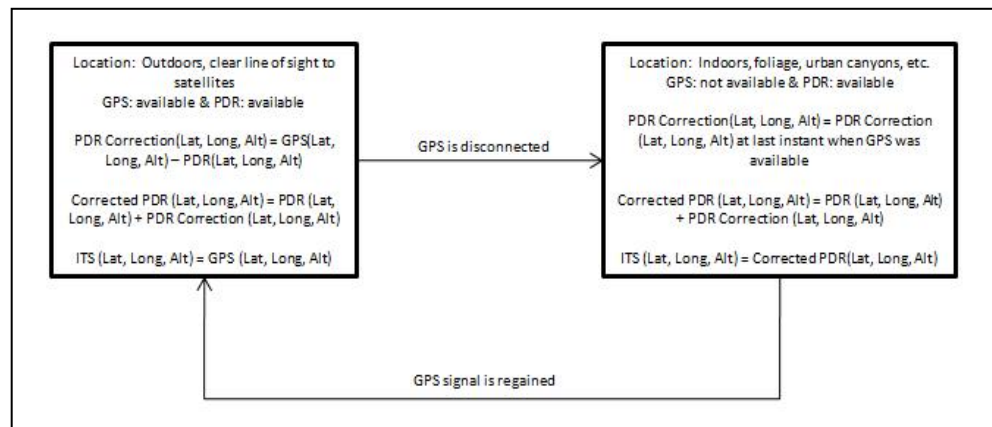 Location: Outdoors, clear line of sight to
satellites
GPS: available & PDR: available
PDR Correction(Lat, Long, Alt) = GPS(Lat,
Long, Alt) – PDR(Lat, Long, Alt)
Corrected PDR (Lat, Long, Alt) = PDR (Lat,
Long, Alt) + PDR Correction (Lat, Long, Alt)
ITS (Lat, Long, Alt) = GPS (Lat, Long, Alt)
GPS is disconnected
Location: Indoors, foliage, urban canyons, etc.
GPS: not available & PDR: available
PDR Correction(Lat, Long, Alt) = PDR Correction
(Lat, Long, Alt) at last instant when GPS was
available
Corrected PDR (Lat, Long, Alt) = PDR (Lat, Long, Alt)
+ PDR Correction (Lat, Long, Alt)
ITS (Lat, Long, Alt) = Corrected PDR(Lat, Long, Alt)
GPS signal is regained